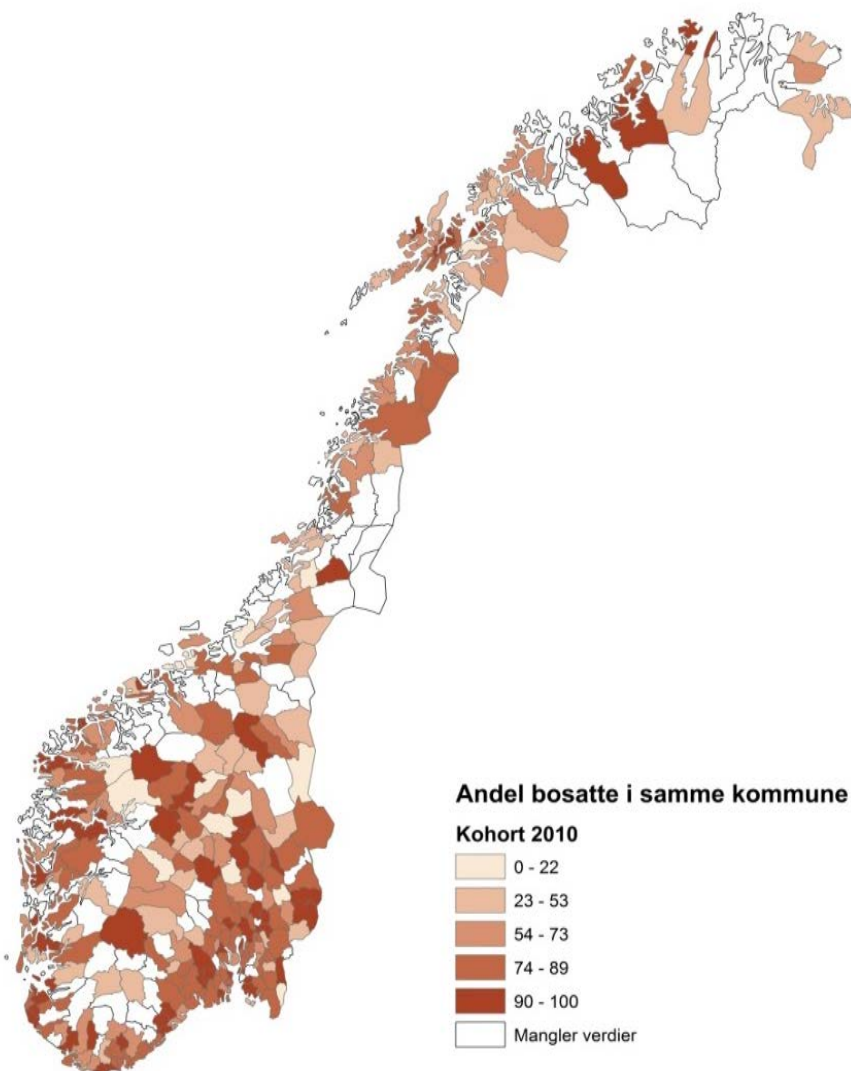 Andel bosatte i samme kommune
Kohort 2010
0 - 22
23 - 53
54 - 73
74 - 89
90 - 100
Mangler verdier